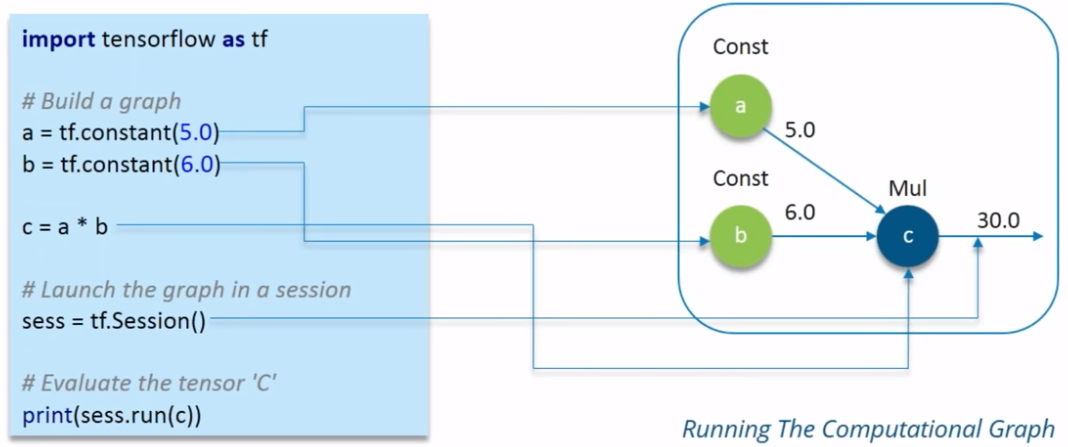 import tensorflow as tf
# Build a graph
a = tf.constant(5.0)
b = tf.constant(6.0)
c = a * b
# Launch the graph in a session
sess = tf.Session()
# Evaluate the tensor 'C'
print(sess.run(c))
Const
a
5.0
Const
b
6.0
Mul
c
30.0
Running The Computational Graph